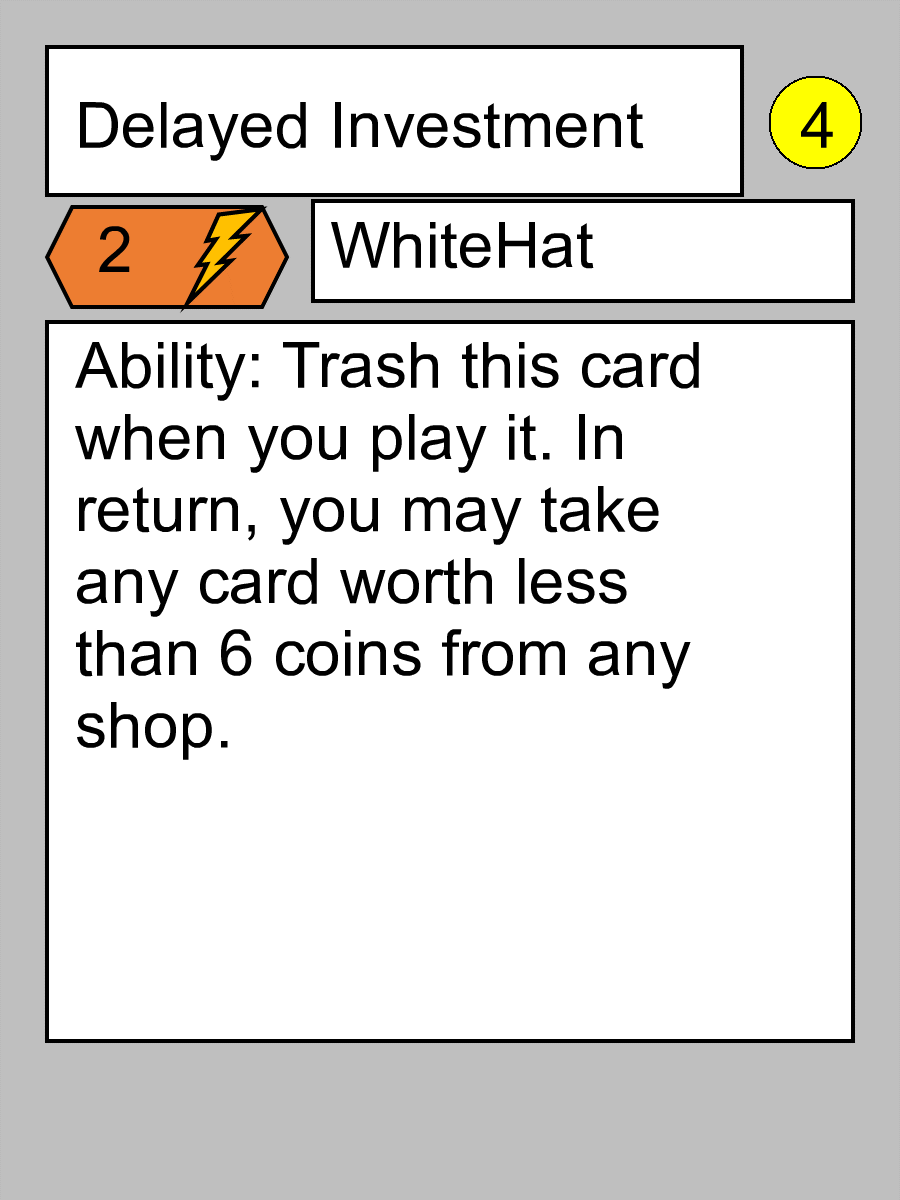 Delayed Investment
4
2
WhiteHat
Ability: Trash this card
when you play it. In
return, you may take
any card worth less
than 6 coins from any
shop.